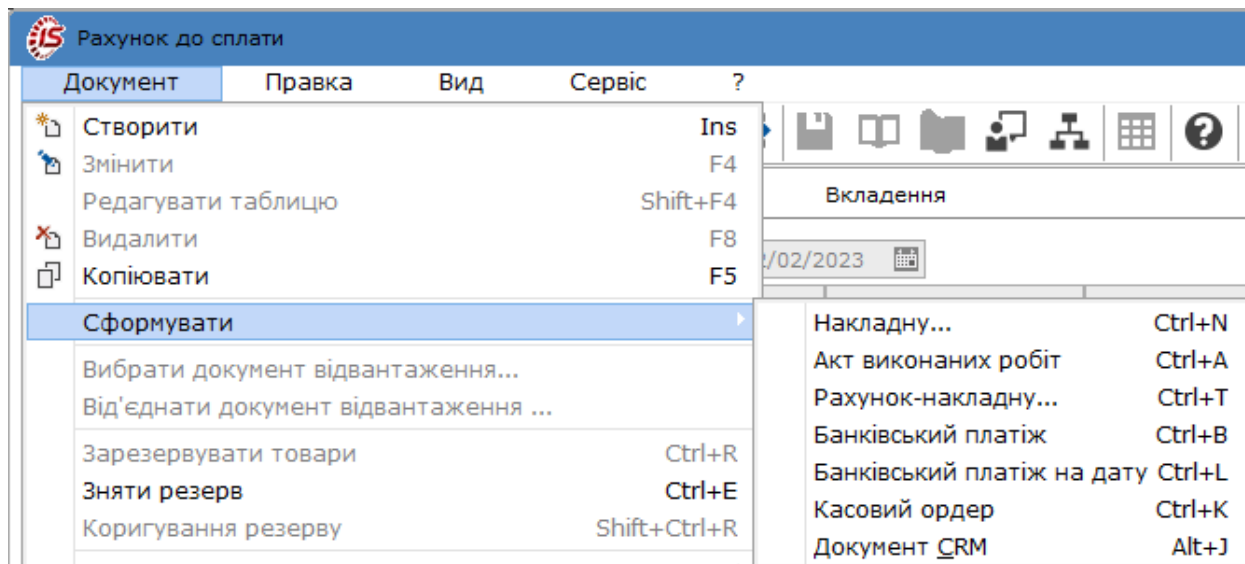 IS Рахунок до сплати
Документ Правка Вид Сервіс ?
Створити Ins
Змінити F4
Редагувати таблицю Shift+F4
Вкладення
Видалити F8
/02/2023
Копіювати F5
Сформувати
Накладну... Ctrl+N
Акт виконаних робіт Ctrl+A
Вибрати документ відвантаження...
Рахунок-накладну... Ctrl+T
Від'єднати документ відвантаження ...
Банківський платіж Ctrl+B
Зарезервувати товари Ctrl+R
Банківський платіж на дату Ctrl+L
Зняти резерв Ctrl+E
Касовий ордер Ctrl+K
Коригування резерву Shift+Ctrl+R
Документ CRM Alt+J